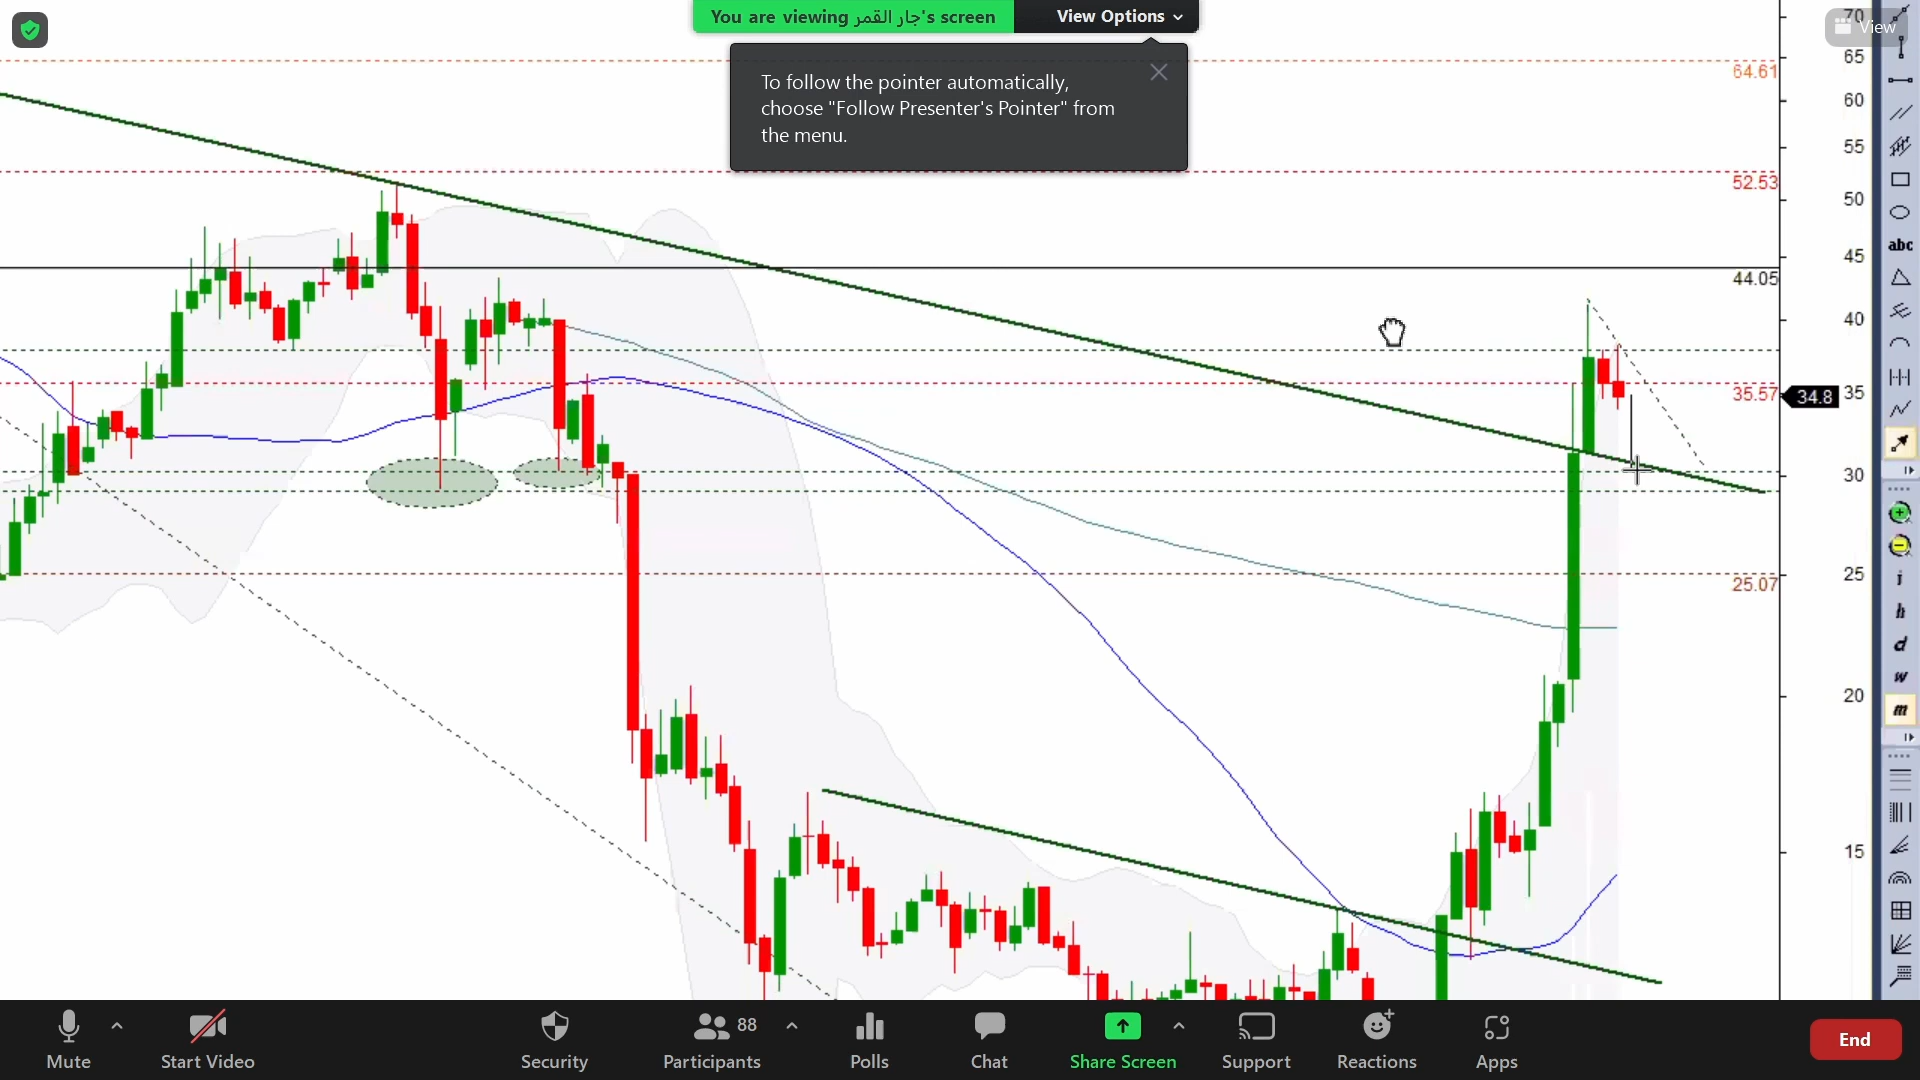 You are viewing جار القمر's screen
View Options
View
To follow the pointer automatically,
choose "Follow Presenter's Pointer" from
the menu.
70
65
64.61
60
55
52.53
50
45
44.05
40
35.57
34.8
35
30
25
25.07
20
15
abc
i
h
d
w
m
Mute
Start Video
Security
88
Participants
Polls
Chat
Share Screen
Support
Reactions
Apps
End